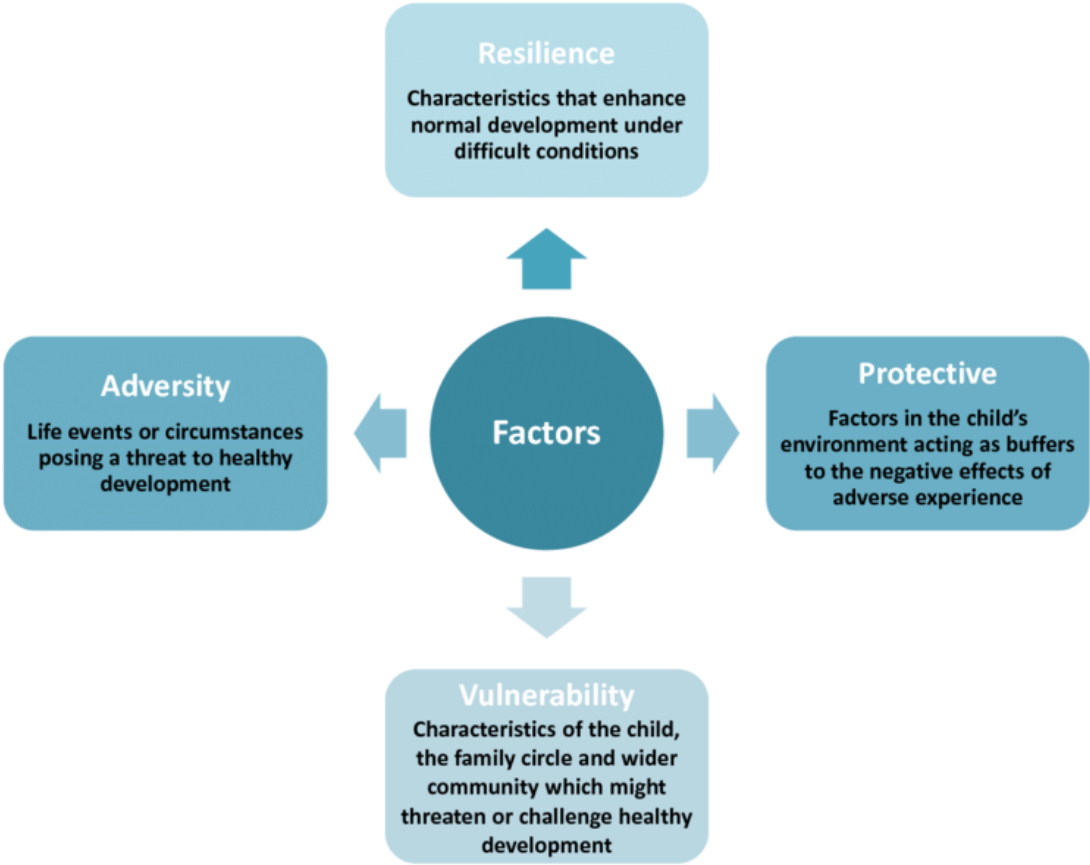 Resilience
Characteristics that enhance
normal development under
difficult conditions
Adversity
Life events or circumstances
posing a threat to healthy
development
Factors
Protective
Factors in the child’s
environment acting as buffers
to the negative effects of
adverse experience
Vulnerability
Characteristics of the child,
the family circle and wider
community which might
threaten or challenge healthy
development